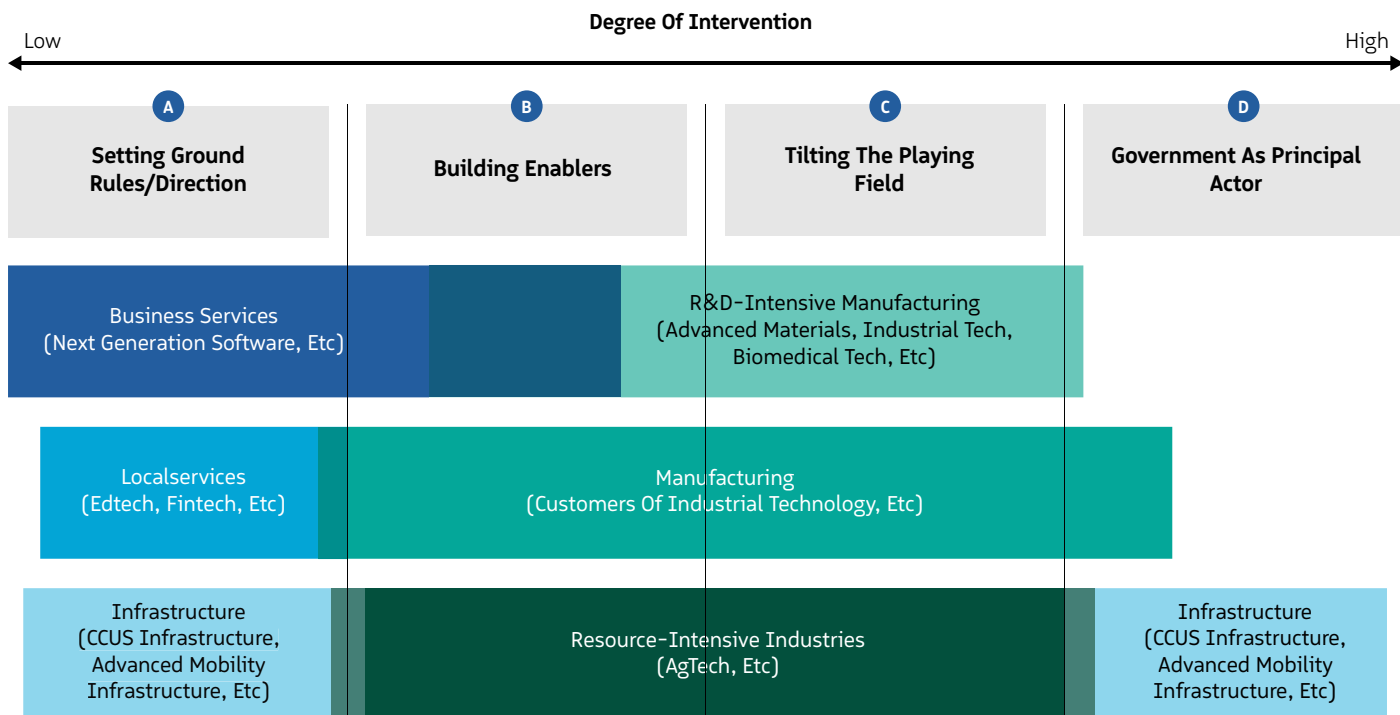 Degree Of Intervention
Low
High
A
B
C
D
Setting Ground
Rules/Direction
Building Enablers
Tilting The Playing
Field
Government As Principal
Actor
Business Services
(Next Generation Software, Etc)
R&D-Intensive Manufacturing
(Advanced Materials, Industrial Tech,
Biomedical Tech, Etc)
Localservices
(Edtech, Fintech, Etc)
Manufacturing
(Customers Of Industrial Technology, Etc)
Infrastructure
(CCUS Infrastructure,
Advanced Mobility
Infrastructure, Etc)
Resource-Intensive Industries
(AgTech, Etc)
Infrastructure
(CCUS Infrastructure,
Advanced Mobility
Infrastructure, Etc)